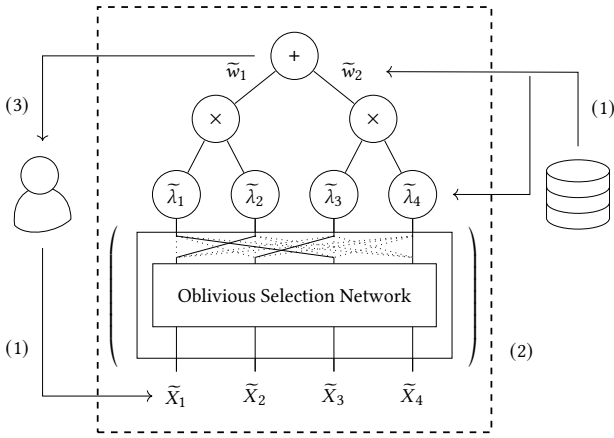 +
w̃₁ w̃₂
(3) (1)
× ×
λ̃₁ λ̃₂ λ̃₃ λ̃₄
Oblivious Selection Network
(1) (2)
X̃₁ X̃₂ X̃₃ X̃₄